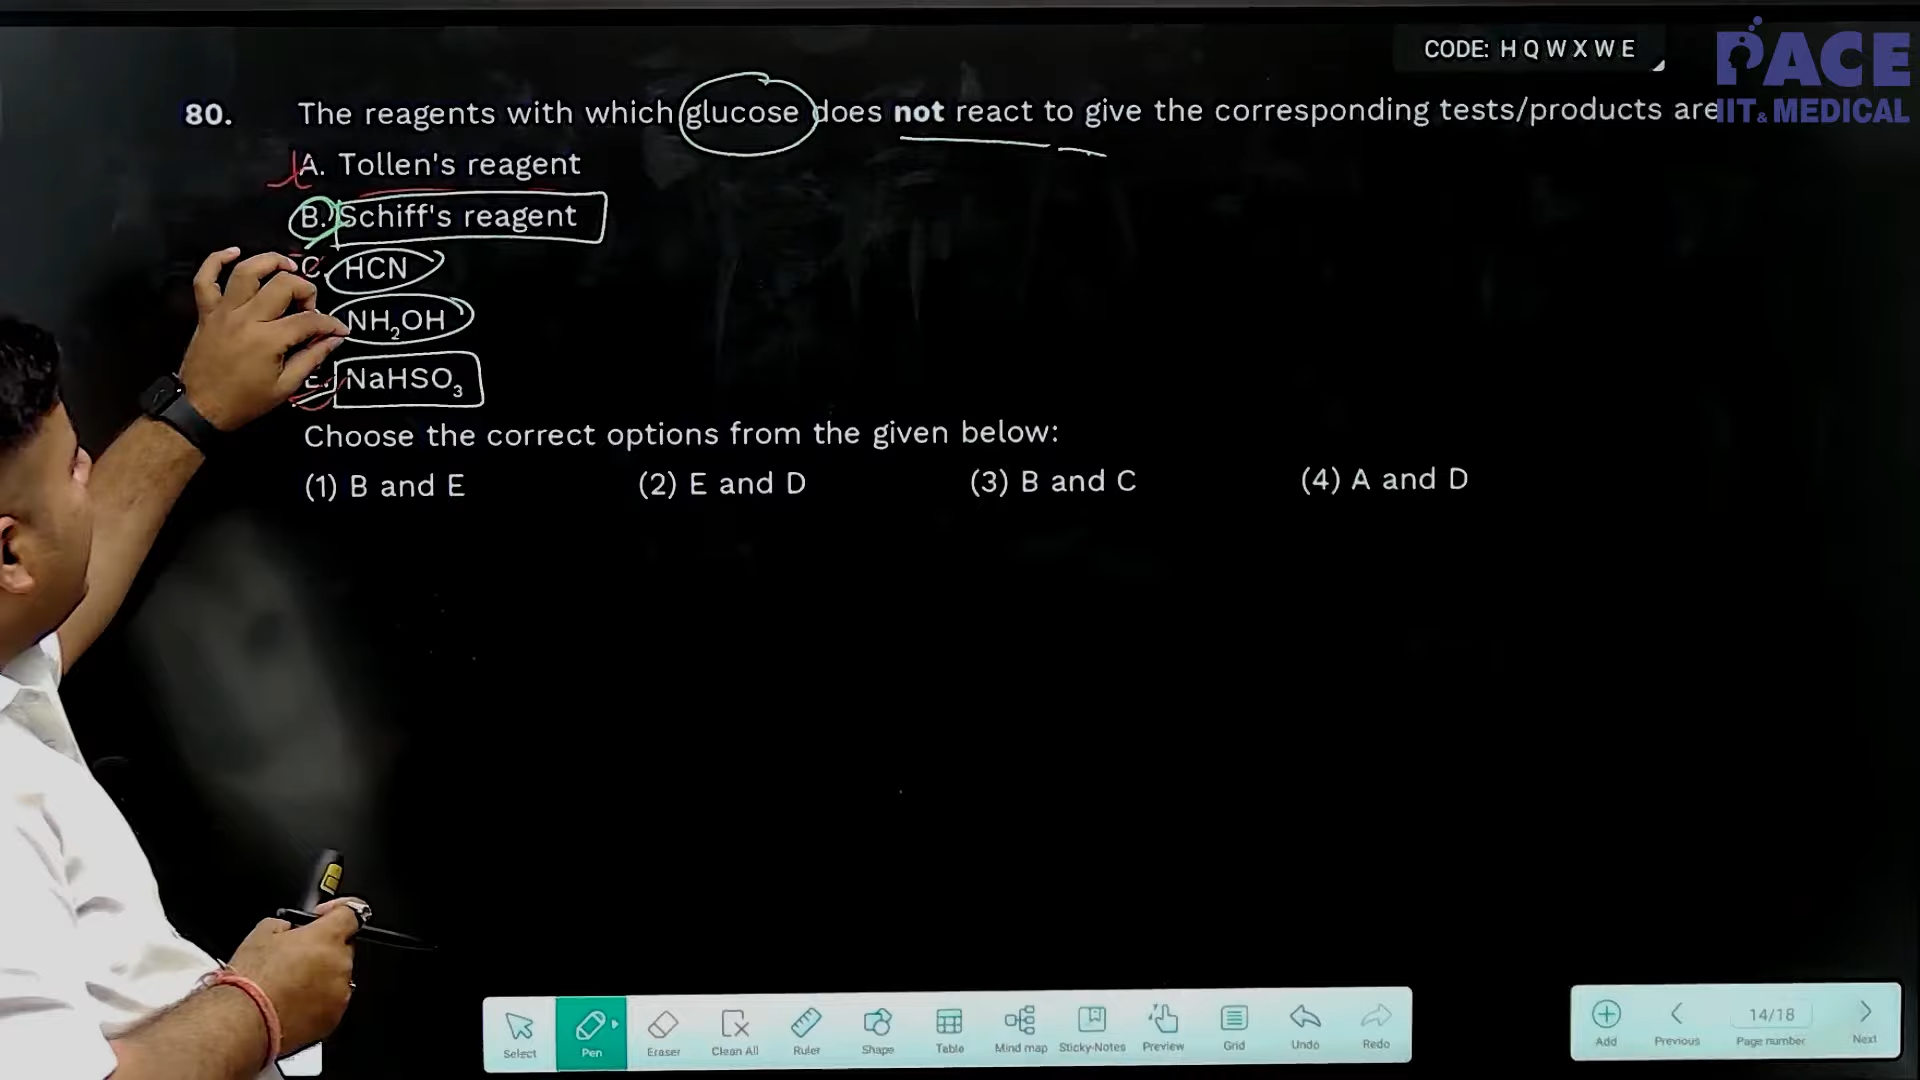 CODE: H Q W X W E
PACE
IIT & MEDICAL
80. The reagents with which glucose does not react to give the corresponding tests/products are
A. Tollen's reagent
B. Schiff's reagent
C. HCN
NH₂OH
E. NaHSO₃
Choose the correct options from the given below:
(1) B and E (2) E and D (3) B and C (4) A and D
Select Pen Eraser Clean All Ruler Shape Table Mind map Sticky-Notes Preview Grid Undo Redo
Add Previous 14/18 Page number Next